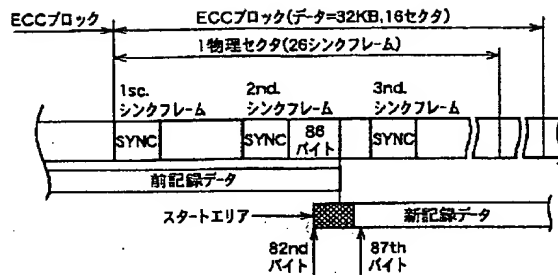 ECCブロック
ECCブロック(データ=32KB,16セクタ)
1物理セクタ(26シンクフレーム)
1sc.
シンクフレーム
2nd.
シンクフレーム
3nd.
シンクフレーム
SYNC
SYNC
86
バイト
SYNC
前記録データ
スタートエリア
新記録データ
82nd
バイト
87th
バイト